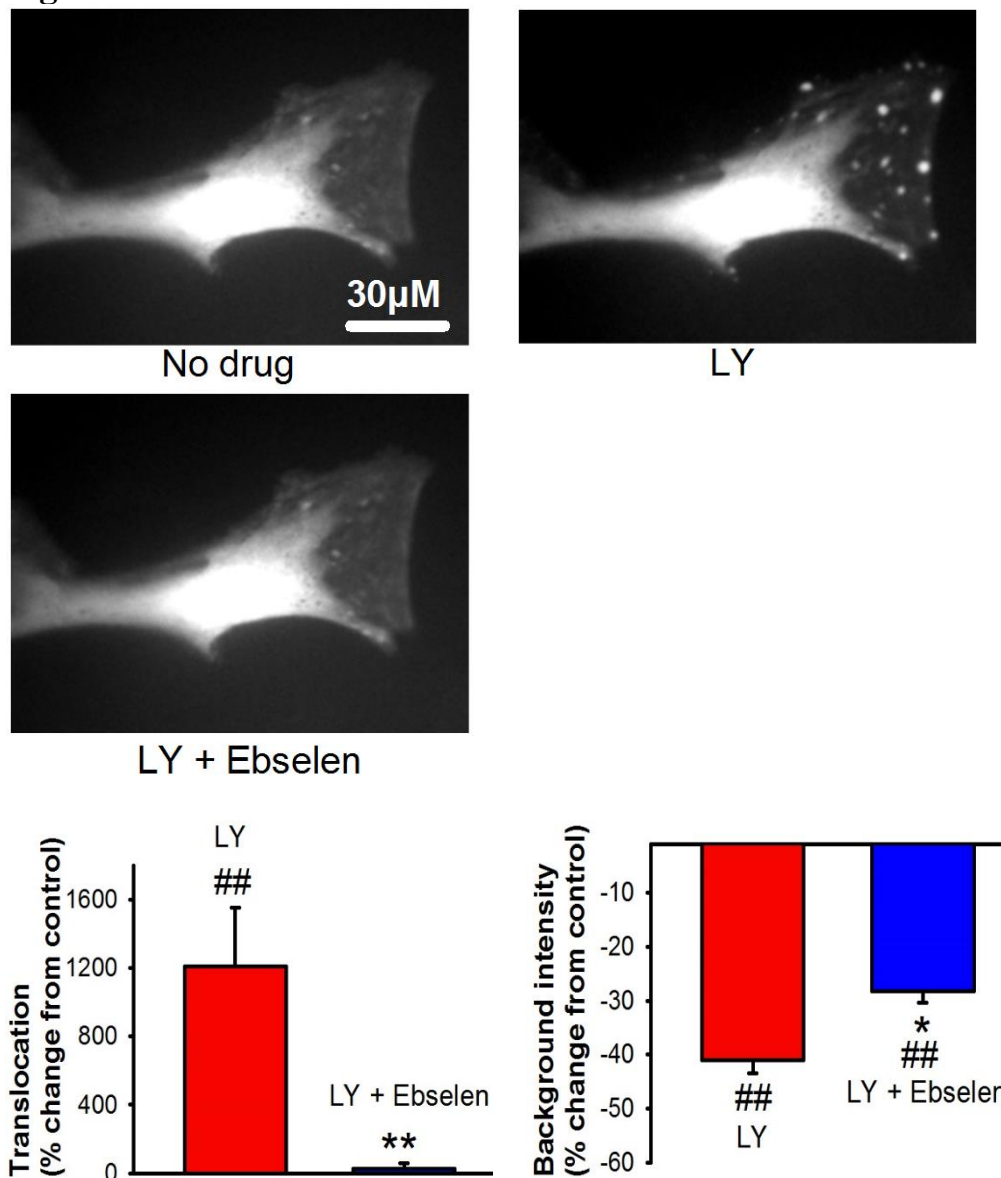 30µM
No drug
LY
LY + Ebselen
Translocation
(% change from control)
1600
1200
800
400
0
LY
##
LY + Ebselen
**
Background intensity
(% change from control)
-10
-20
-30
-40
-50
-60
##
LY
*
##
LY + Ebselen